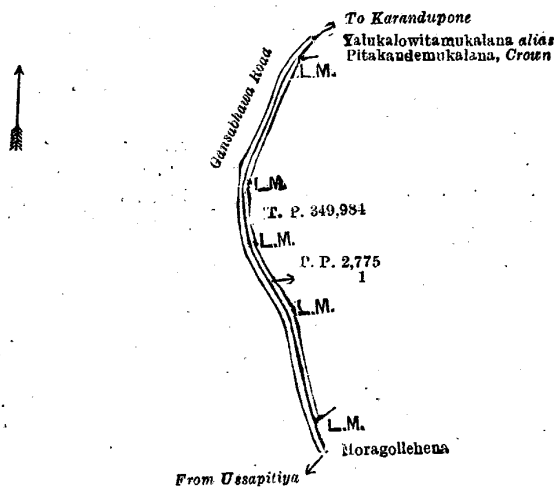 To Karandupone
Yalukalowitamukalana alias
Pitakandemukalana, Crown
L.M.
Gansabhawa Road
L.M.
T. P. 349,984
L.M.
P. P. 2,775
1
L.M.
L.M.
Moragollehena
From Ussapitiya